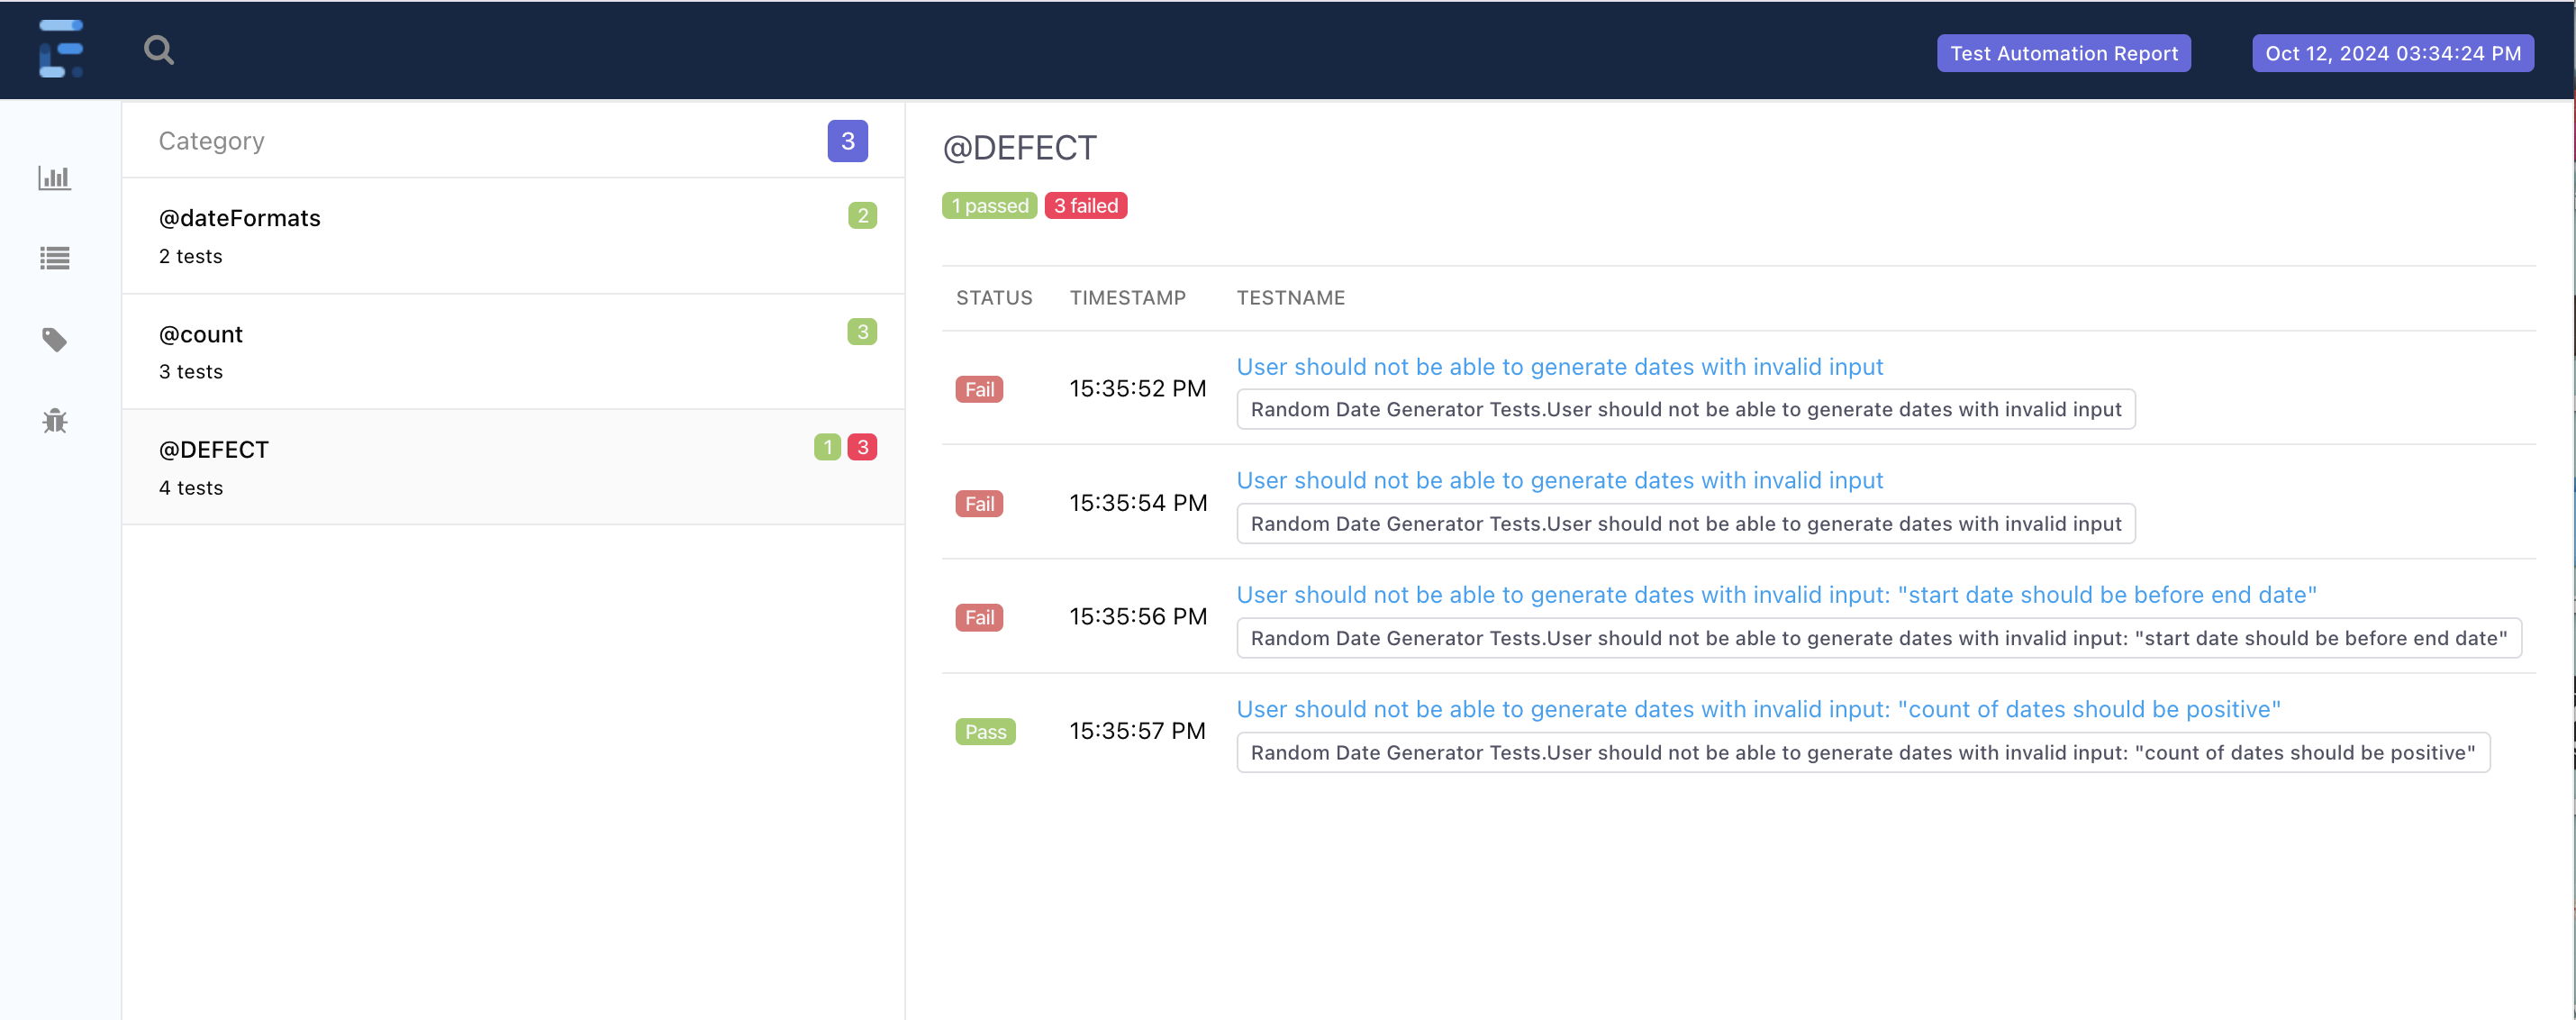 Test Automation Report
Oct 12, 2024 03:34:24 PM
Category
3
@dateFormats
2
2 tests
@count
3
3 tests
@DEFECT
1 3
4 tests
@DEFECT
1 passed 3 failed
STATUS TIMESTAMP TESTNAME
User should not be able to generate dates with invalid input
Fail 15:35:52 PM
Random Date Generator Tests.User should not be able to generate dates with invalid input
User should not be able to generate dates with invalid input
Fail 15:35:54 PM
Random Date Generator Tests.User should not be able to generate dates with invalid input
User should not be able to generate dates with invalid input: "start date should be before end date"
Fail 15:35:56 PM
Random Date Generator Tests.User should not be able to generate dates with invalid input: "start date should be before end date"
User should not be able to generate dates with invalid input: "count of dates should be positive"
Pass 15:35:57 PM
Random Date Generator Tests.User should not be able to generate dates with invalid input: "count of dates should be positive"